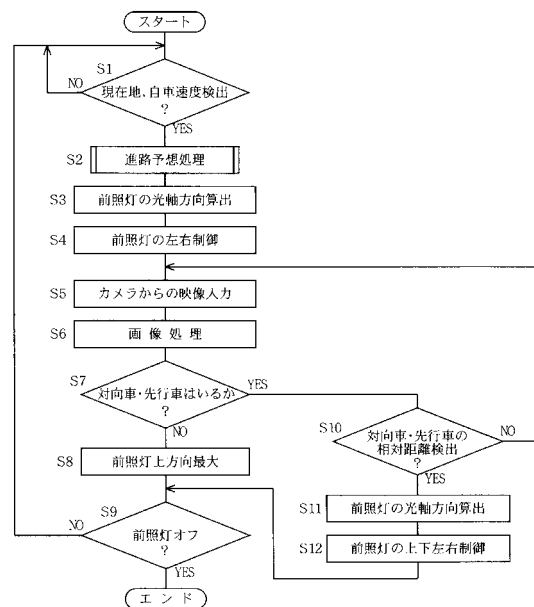 スタート
S1
現在地、自車速度検出
?
NO
YES
S2
進路予想処理
S3
前照灯の光軸方向算出
S4
前照灯の左右制御
S5
カメラからの映像入力
S6
画像処理
S7
対向車・先行車はいるか
?
YES
NO
S8
前照灯上方向最大
S9
前照灯オフ
?
NO
YES
エンド
S10
対向車・先行車の
相対距離検出
?
NO
YES
S11
前照灯の光軸方向算出
S12
前照灯の上下左右制御